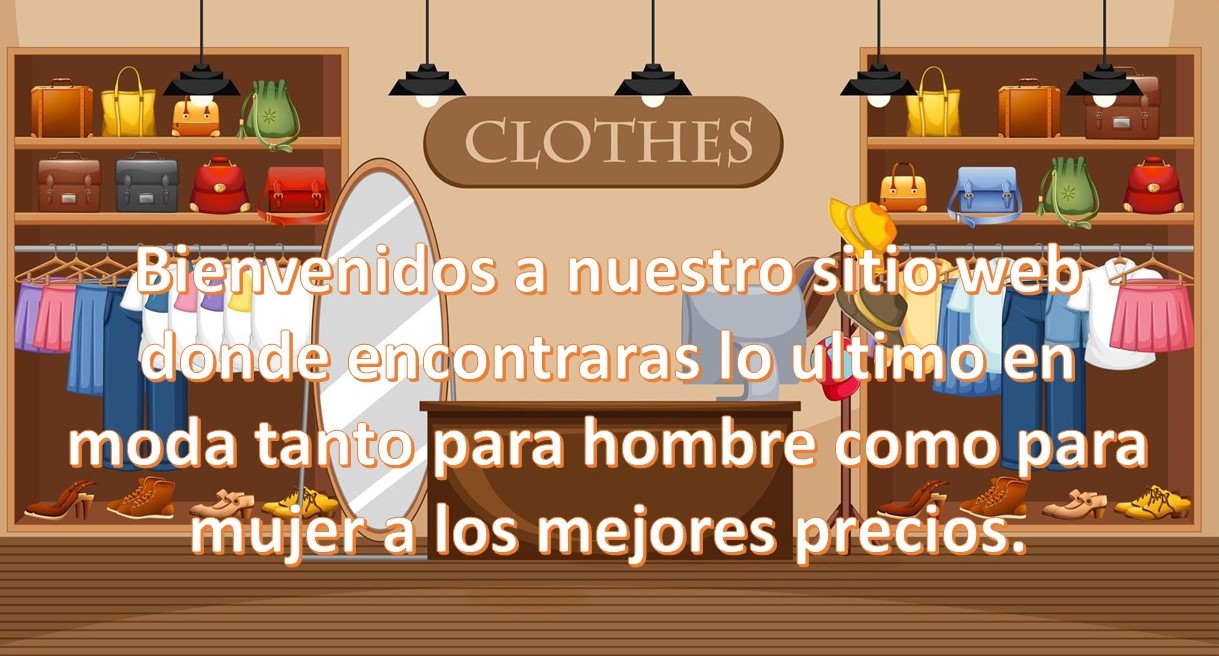 CLOTHES
Bienvenidos a nuestro sitio web
donde encontraras lo ultimo en
moda tanto para hombre como para
mujer a los mejores precios.